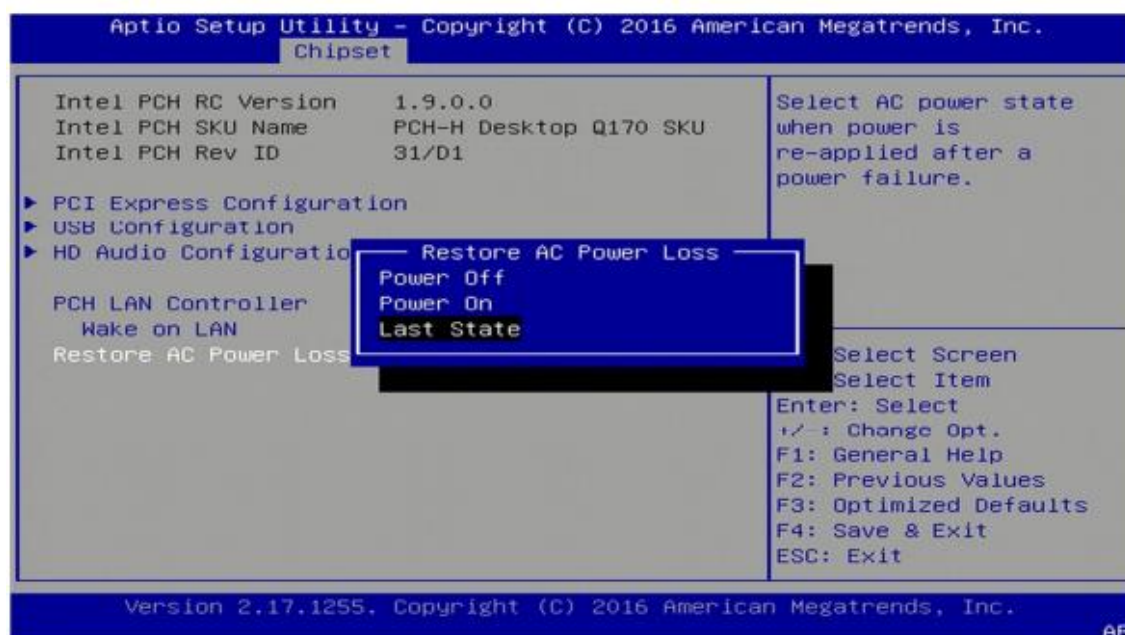 Aptio Setup Utility – Copyright (C) 2016 American Megatrends, Inc.
Chipset
Intel PCH RC Version 1.9.0.0
Intel PCH SKU Name PCH-H Desktop Q170 SKU
Intel PCH Rev ID 31/D1
PCI Express Configuration
USB Configuration
HD Audio Configuratio
PCH LAN Controller
Wake on LAN
Restore AC Power Loss
Restore AC Power Loss
Power Off
Power On
Last State
Select AC power state
when power is
re-applied after a
power failure.
Select Screen
Select Item
Enter: Select
+/-: Change Opt.
F1: General Help
F2: Previous Values
F3: Optimized Defaults
F4: Save & Exit
ESC: Exit
Version 2.17.1255. Copyright (C) 2016 American Megatrends, Inc.